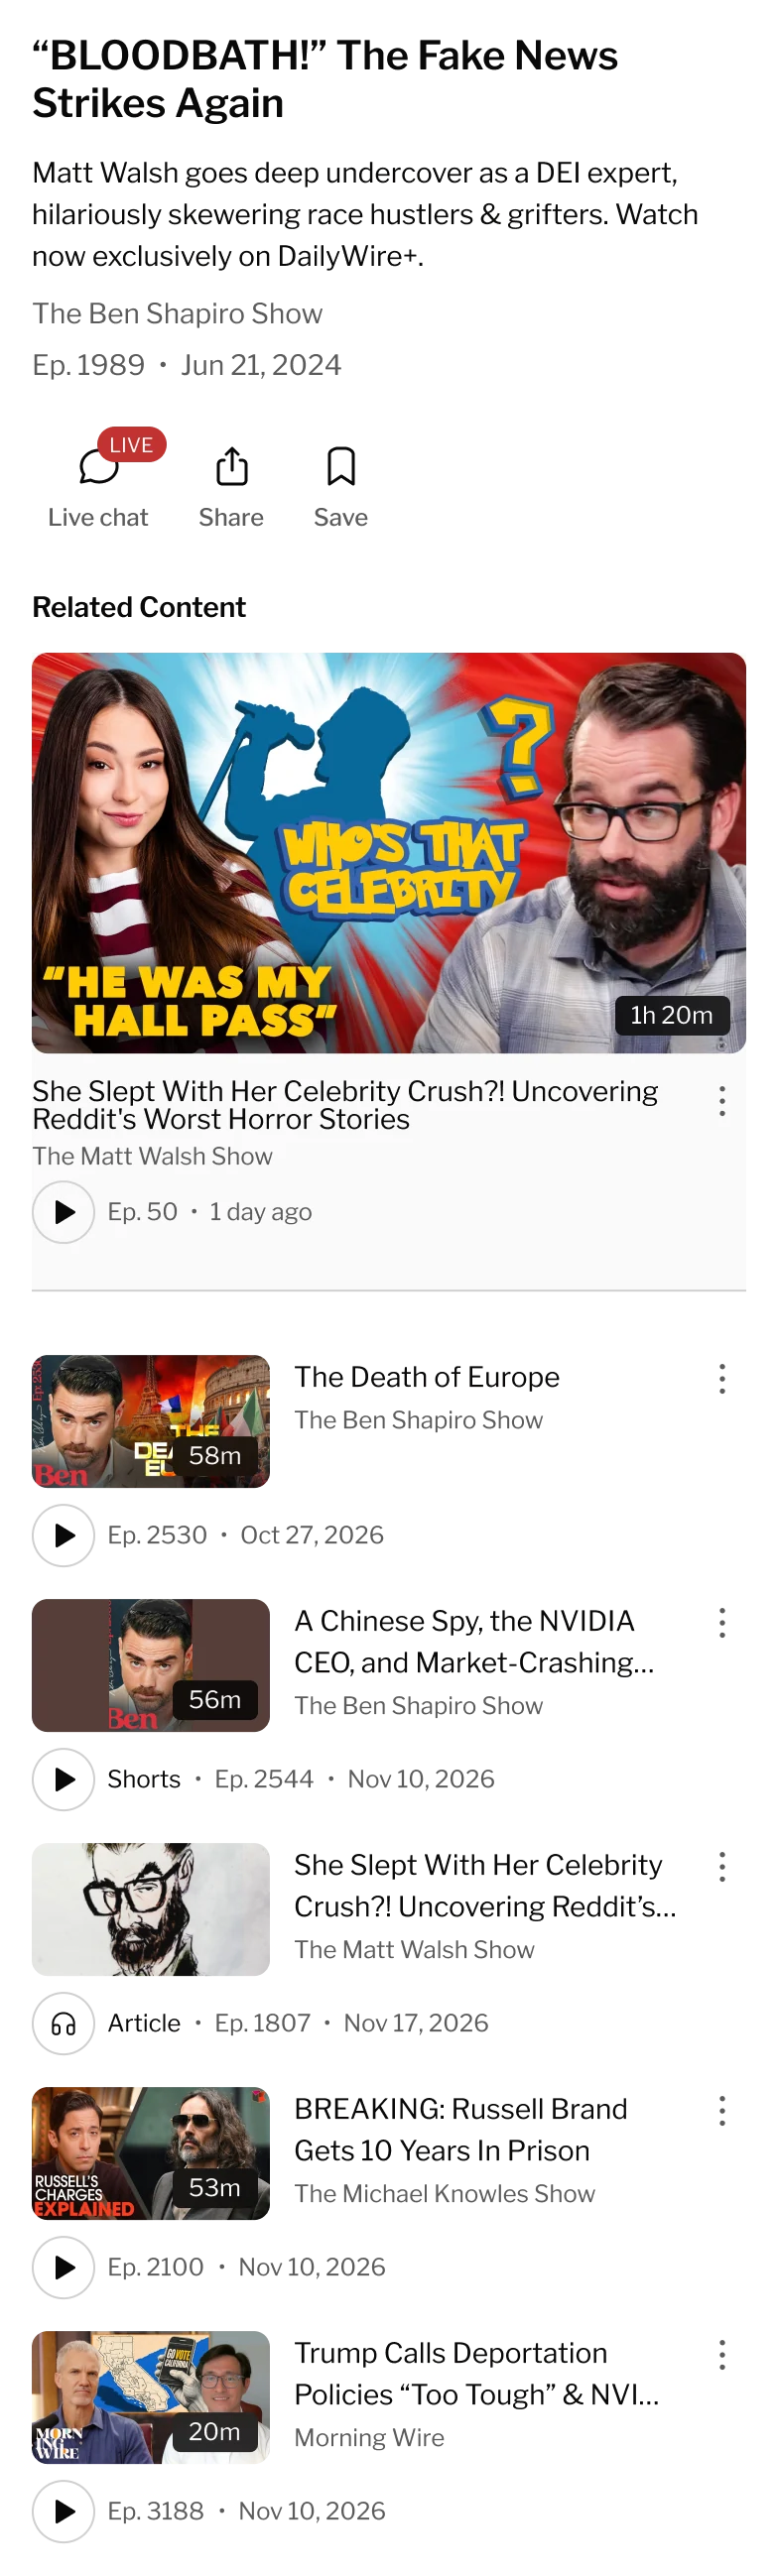 “BLOODBATH!” The Fake News
Strikes Again
Matt Walsh goes deep undercover as a DEI expert,
hilariously skewering race hustlers & grifters. Watch
now exclusively on DailyWire+.
The Ben Shapiro Show
Ep. 1989 • Jun 21, 2024
LIVE
Live chat
Share
Save
Related Content
?
WHO'S THAT
CELEBRITY
“HE WAS MY
HALL PASS”
1h 20m
She Slept With Her Celebrity Crush?! Uncovering
Reddit's Worst Horror Stories
The Matt Walsh Show
Ep. 50 • 1 day ago
Ben
THE
58m
The Death of Europe
The Ben Shapiro Show
Ep. 2530 • Oct 27, 2026
Ben
56m
A Chinese Spy, the NVIDIA
CEO, and Market-Crashing...
The Ben Shapiro Show
Shorts • Ep. 2544 • Nov 10, 2026
She Slept With Her Celebrity
Crush?! Uncovering Reddit’s...
The Matt Walsh Show
Article • Ep. 1807 • Nov 17, 2026
RUSSELL'S
CHARGES
EXPLAINED
53m
BREAKING: Russell Brand
Gets 10 Years In Prison
The Michael Knowles Show
Ep. 2100 • Nov 10, 2026
GO VOTE
CALIFORNIA
MORN
ING
WIRE
20m
Trump Calls Deportation
Policies “Too Tough” & NVI...
Morning Wire
Ep. 3188 • Nov 10, 2026